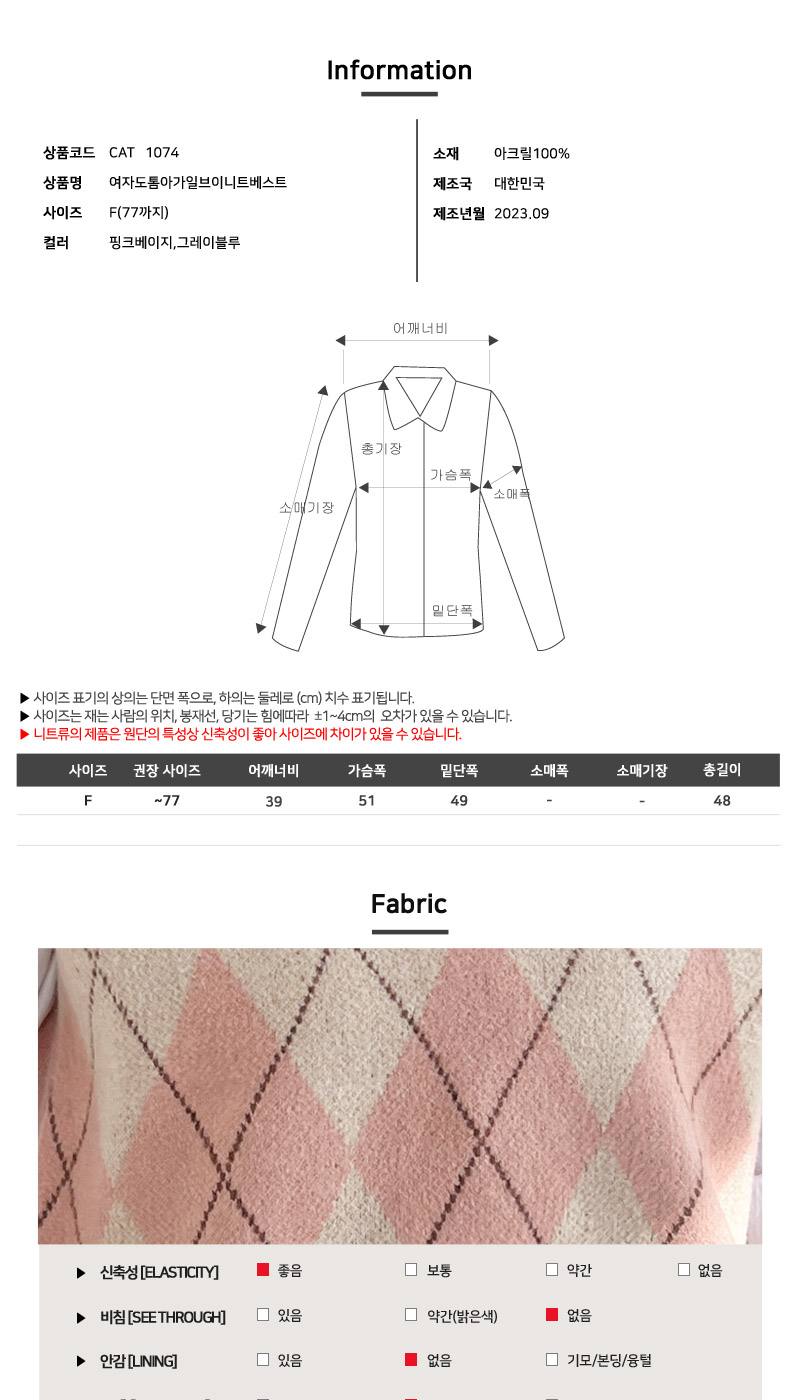 Information
상품코드 CAT 1074
상품명 여자도톰아가일브이니트베스트
사이즈 F(77까지)
컬러 핑크베이지,그레이블루
소재 아크릴100%
제조국 대한민국
제조년월 2023.09
어깨너비
총기장
가슴폭
소매폭
소매기장
밑단폭
▶ 사이즈 표기의 상의는 단면 폭으로, 하의는 둘레로 (cm) 치수 표기됩니다.
▶ 사이즈는 재는 사람의 위치, 봉재선, 당기는 힘에따라 ±1~4cm의 오차가 있을 수 있습니다.
▶ 니트류의 제품은 원단의 특성상 신축성이 좋아 사이즈에 차이가 있을 수 있습니다.
사이즈 권장 사이즈 어깨너비 가슴폭 밑단폭 소매폭 소매기장 총길이
F ~77 39 51 49 - - 48
Fabric
▶ 신축성 [ELASTICITY] 좋음 보통 약간 없음
▶ 비침 [SEE THROUGH] 있음 약간(밝은색) 없음
▶ 안감 [LINING] 있음 없음 기모/본딩/융털